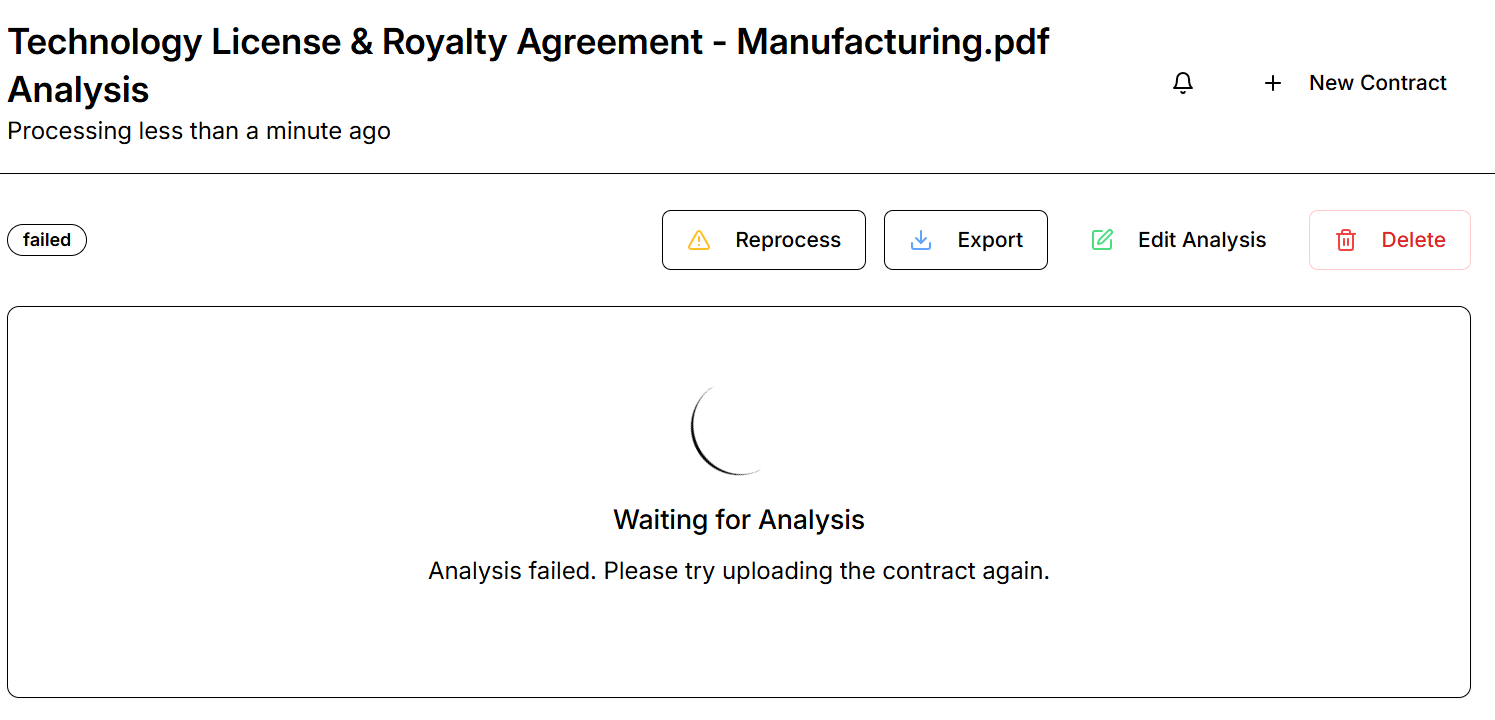 Technology License & Royalty Agreement - Manufacturing.pdf
Analysis
Processing less than a minute ago
New Contract
failed
Reprocess
Export
Edit Analysis
Delete
Waiting for Analysis
Analysis failed. Please try uploading the contract again.